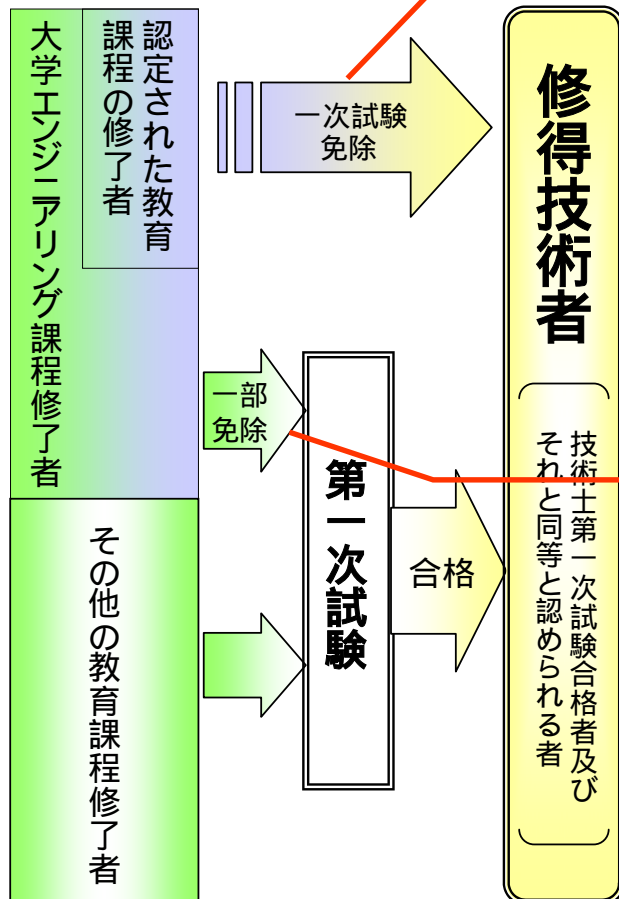 大学エンジニアリング課程修了者
認定された教育
課程の修了者
その他の教育課程修了者
一次試験
免除
一部
免除
第一次試験
合格
修得技術者
技術士第一次試験合格者及び
それと同等と認められる者